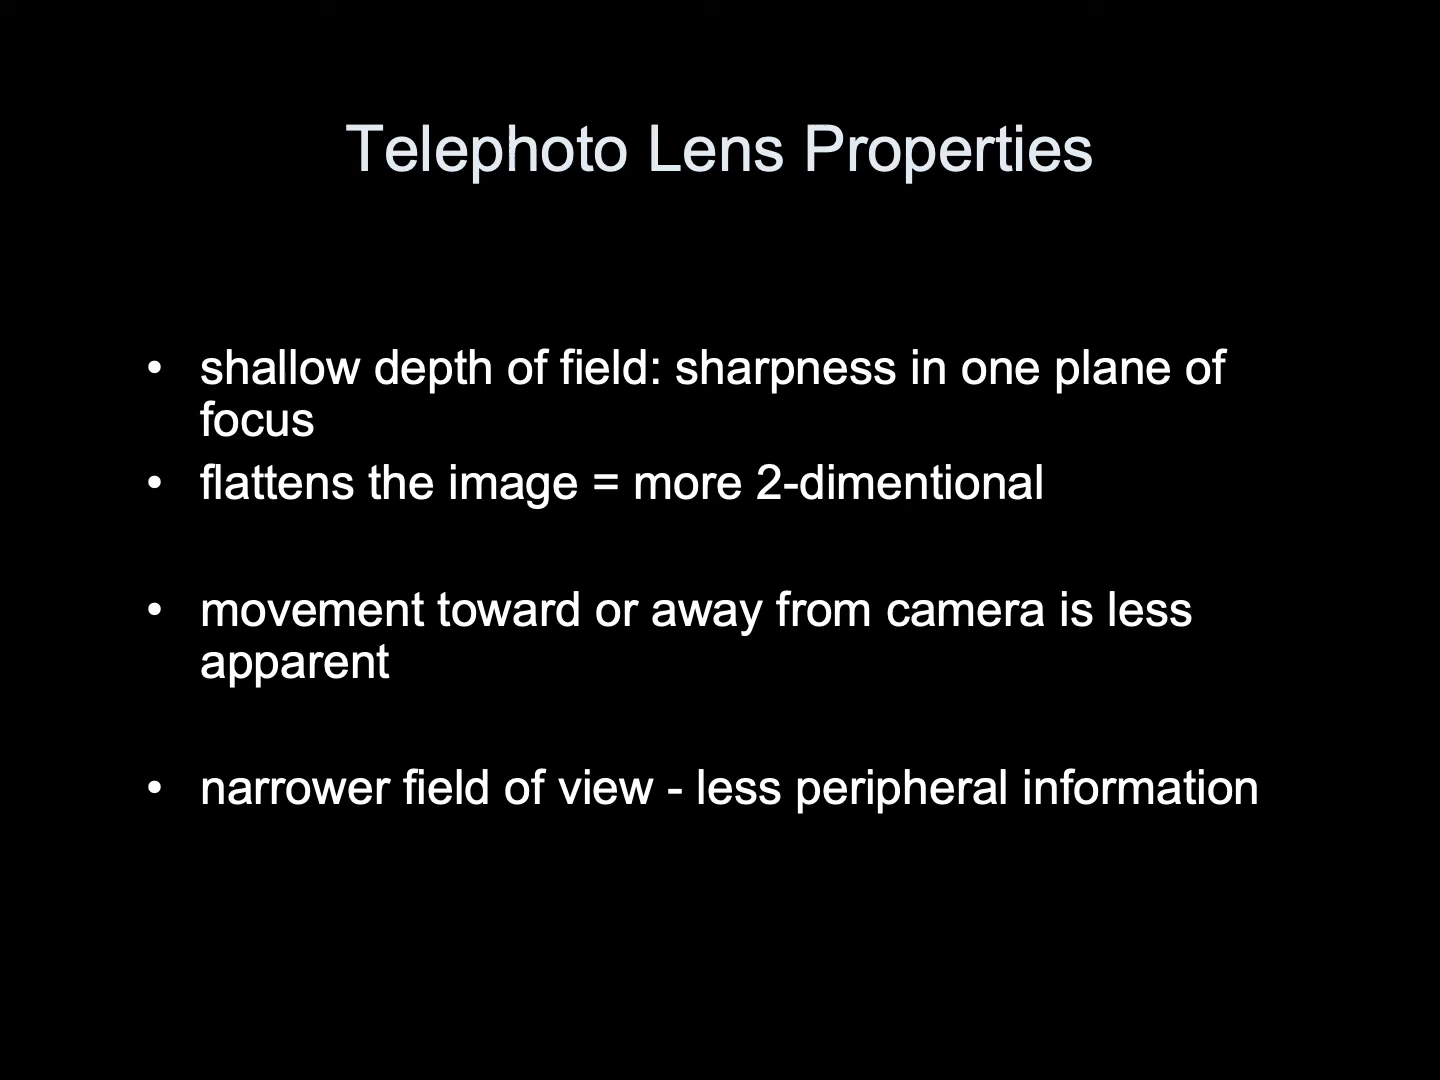 Telephoto Lens Properties
• shallow depth of field: sharpness in one plane of
focus
• flattens the image = more 2-dimentional
• movement toward or away from camera is less
apparent
• narrower field of view - less peripheral information